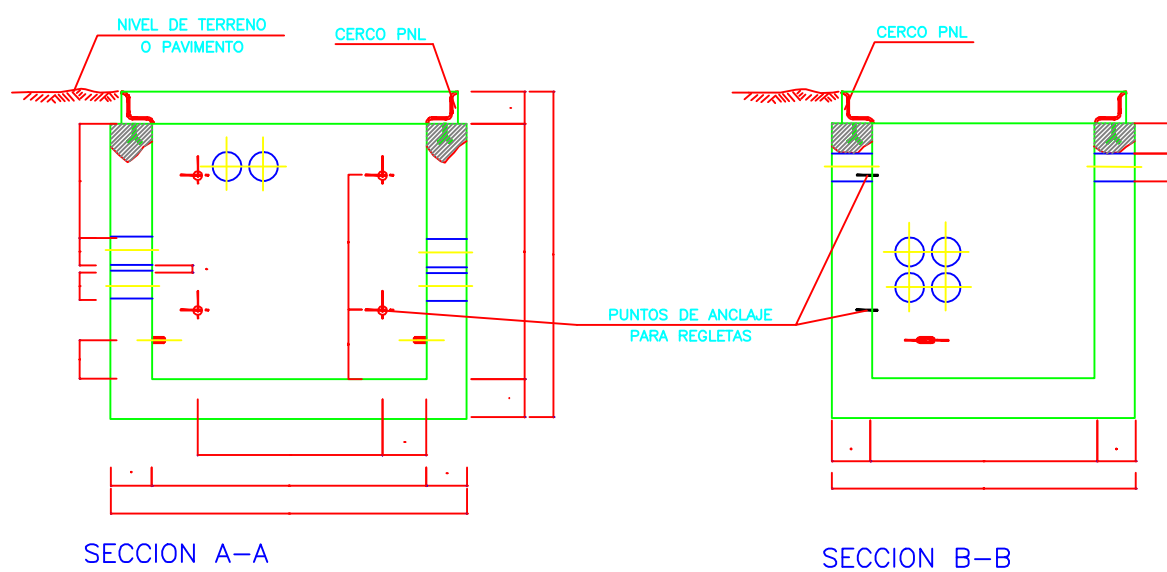 NIVEL DE TERRENO
O PAVIMENTO
CERCO PNL
CERCO PNL
PUNTOS DE ANCLAJE
PARA REGLETAS
SECCION A-A
SECCION B-B